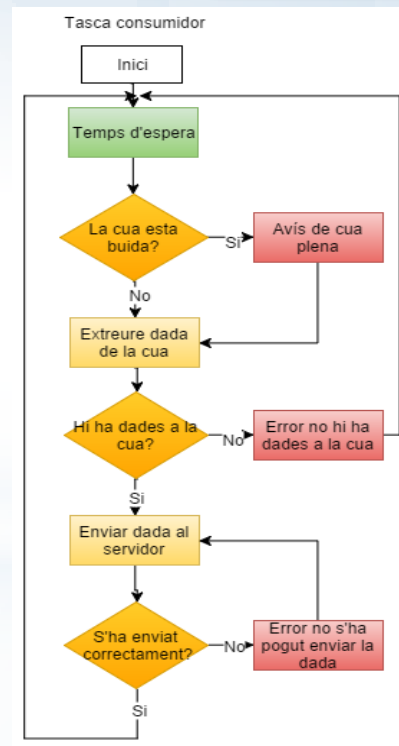 Tasca consumidor
Inici
Temps d'espera
La cua esta
buida?
Si
Avís de cua
plena
No
Extreure dada
de la cua
Hi ha dades a la
cua?
No
Error no hi ha
dades a la cua
Si
Enviar dada al
servidor
S'ha enviat
correctament?
No
Error no s'ha
pogut enviar la
dada
Si